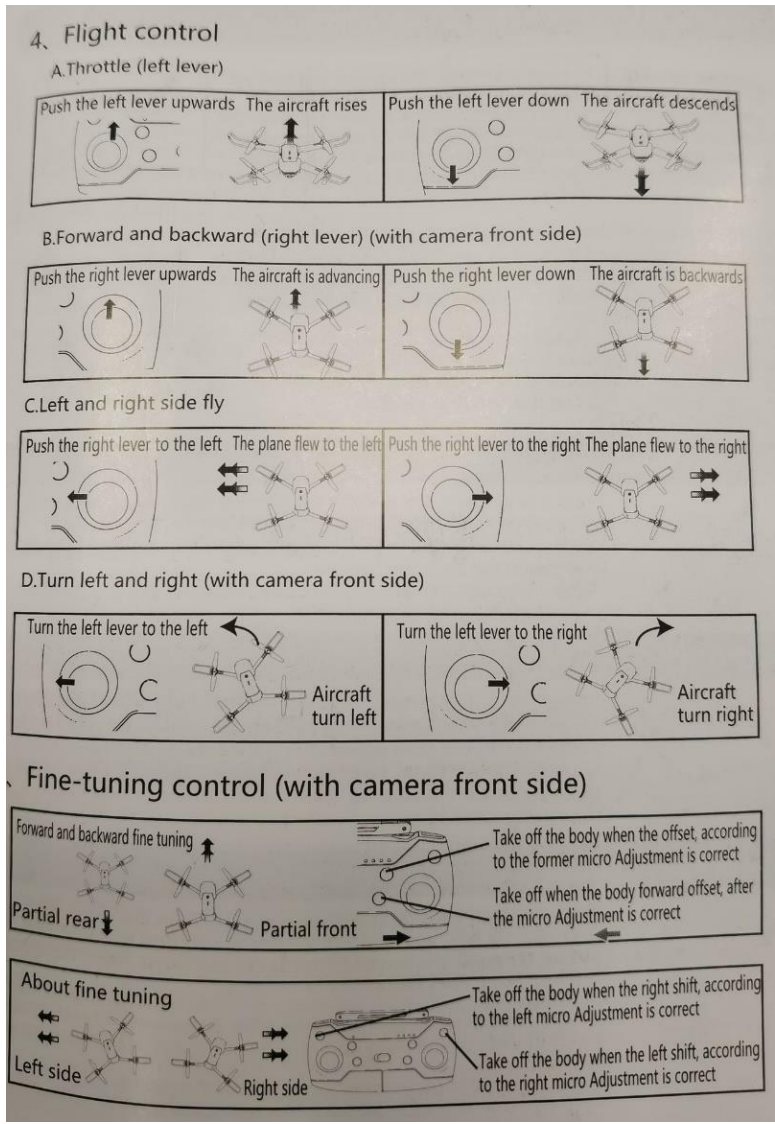 4、Flight control
A.Throttle (left lever)
Push the left lever upwards The aircraft rises Push the left lever down The aircraft descends
B.Forward and backward (right lever) (with camera front side)
Push the right lever upwards The aircraft is advancing Push the right lever down The aircraft is backwards
C.Left and right side fly
Push the right lever to the left The plane flew to the left Push the right lever to the right The plane flew to the right
D.Turn left and right (with camera front side)
Turn the left lever to the left
Aircraft
turn left
Turn the left lever to the right
Aircraft
turn right
、Fine-tuning control (with camera front side)
Forward and backward fine tuning
Partial rear
Partial front
Take off the body when the offset, according
to the former micro Adjustment is correct
Take off when the body forward offset, after
the micro Adjustment is correct
About fine tuning
Left side
Right side
Take off the body when the right shift, according
to the left micro Adjustment is correct
Take off the body when the left shift, according
to the right micro Adjustment is correct